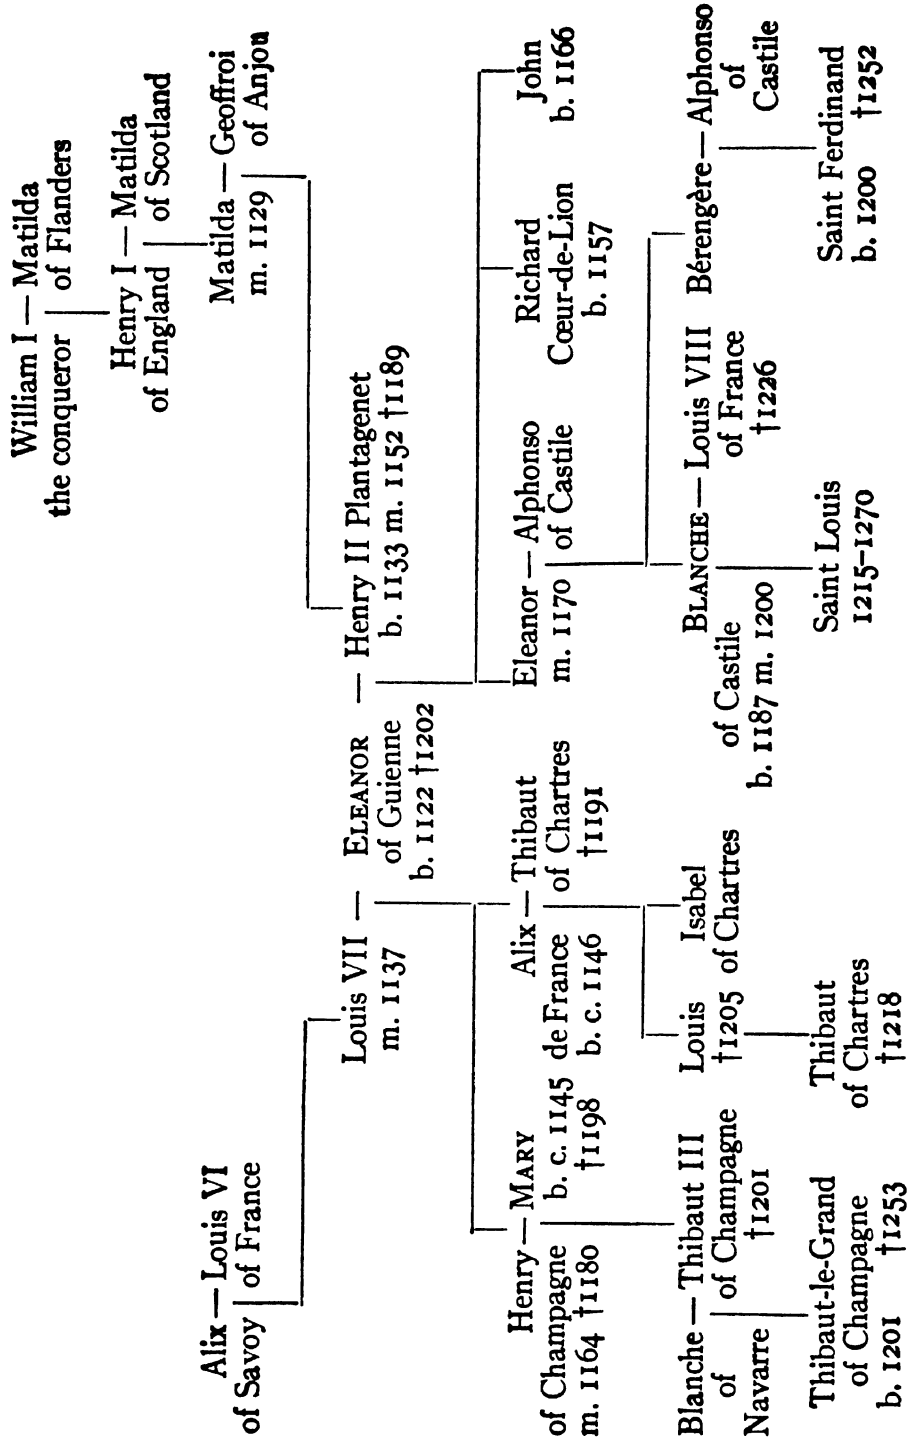 William I — Matilda
the conqueror of Flanders
Henry I — Matilda
of England of Scotland
Alix — Louis VI
of Savoy of France
Matilda — Geoffroi
m. 1129 of Anjou
Louis VII — ELEANOR — Henry II Plantagenet
m. 1137 of Guienne b. 1133 m. 1152 †1189
b. 1122 †1202
Henry — MARY
of Champagne b. c. 1145
m. 1164 †1180 †1198
Alix — Thibaut
de France of Chartres
b. c. 1146 †1191
Eleanor — Alphonso
m. 1170 of Castile
Richard
Cœur-de-Lion
b. 1157
John
b. 1166
Blanche — Thibaut III
of of Champagne
Navarre †1201
Louis
†1205
Isabel
of Chartres
BLANCHE — Louis VIII
of Castile of France
b. 1187 m. 1200 †1226
Bérengère — Alphonso
of
Castile
Thibaut-le-Grand
of Champagne
b. 1201 †1253
Thibaut
of Chartres
†1218
Saint Louis
1215–1270
Saint Ferdinand
b. 1200 †1252